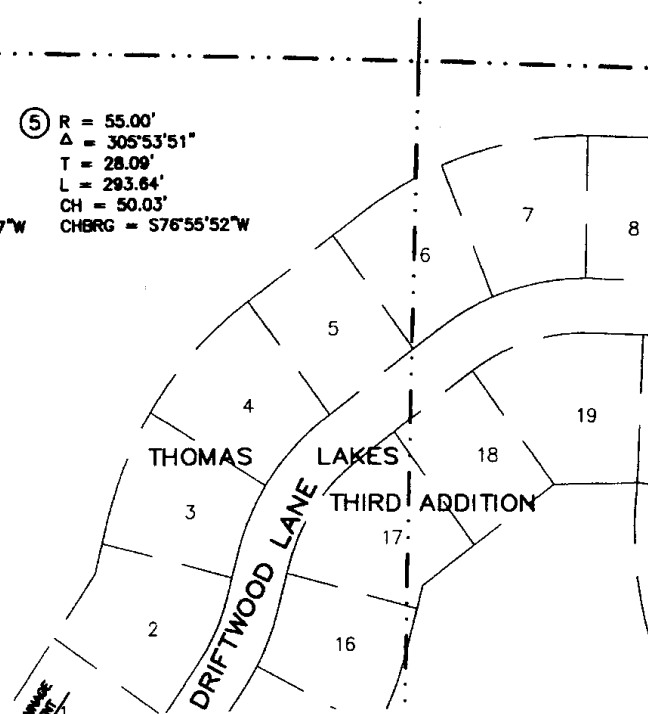 ⑤ R = 55.00'
Δ = 305°53'51"
T = 28.09'
L = 293.64'
CH = 50.03'
7"W CHBRG = S76°55'52"W
7
8
6
5
4
19
THOMAS LAKES
18
THIRD ADDITION
3
17
DRIFTWOOD LANE
2
16